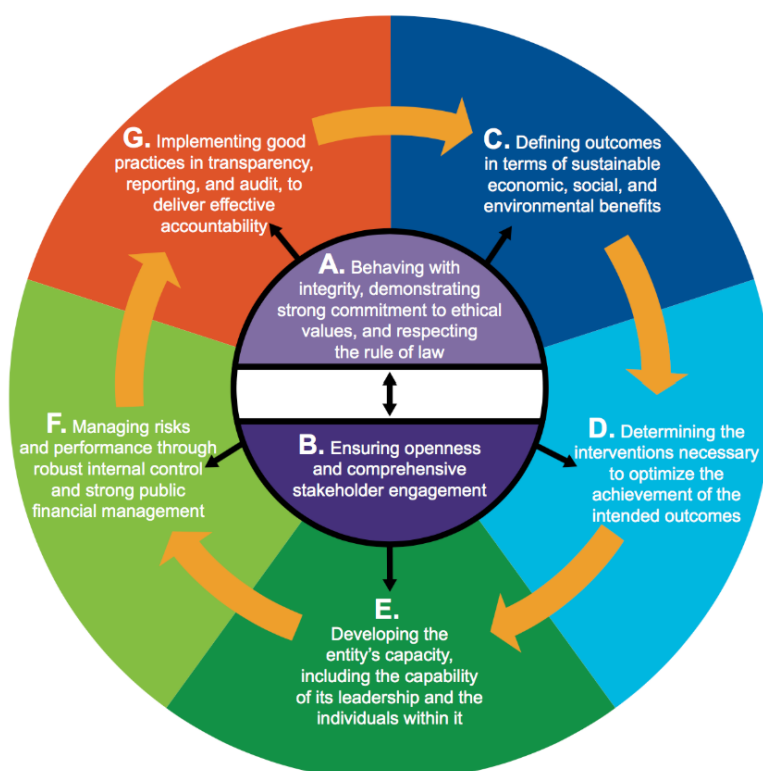 A. Behaving with
integrity, demonstrating
strong commitment to ethical
values, and respecting
the rule of law
B. Ensuring openness
and comprehensive
stakeholder engagement
C. Defining outcomes
in terms of sustainable
economic, social, and
environmental benefits
D. Determining the
interventions necessary
to optimize the
achievement of the
intended outcomes
E.
Developing the
entity’s capacity,
including the capability
of its leadership and the
individuals within it
F. Managing risks
and performance through
robust internal control
and strong public
financial management
G. Implementing good
practices in transparency,
reporting, and audit, to
deliver effective
accountability